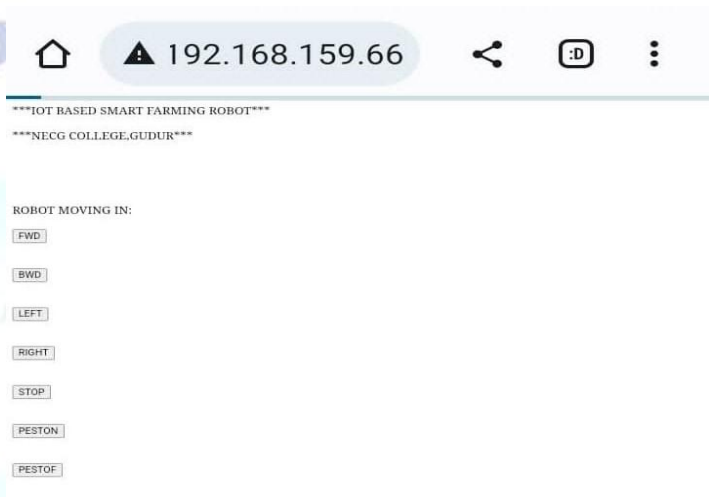 192.168.159.66
:D
***IOT BASED SMART FARMING ROBOT***
***NECG COLLEGE,GUDUR***
ROBOT MOVING IN:
FWD
BWD
LEFT
RIGHT
STOP
PESTON
PESTOF